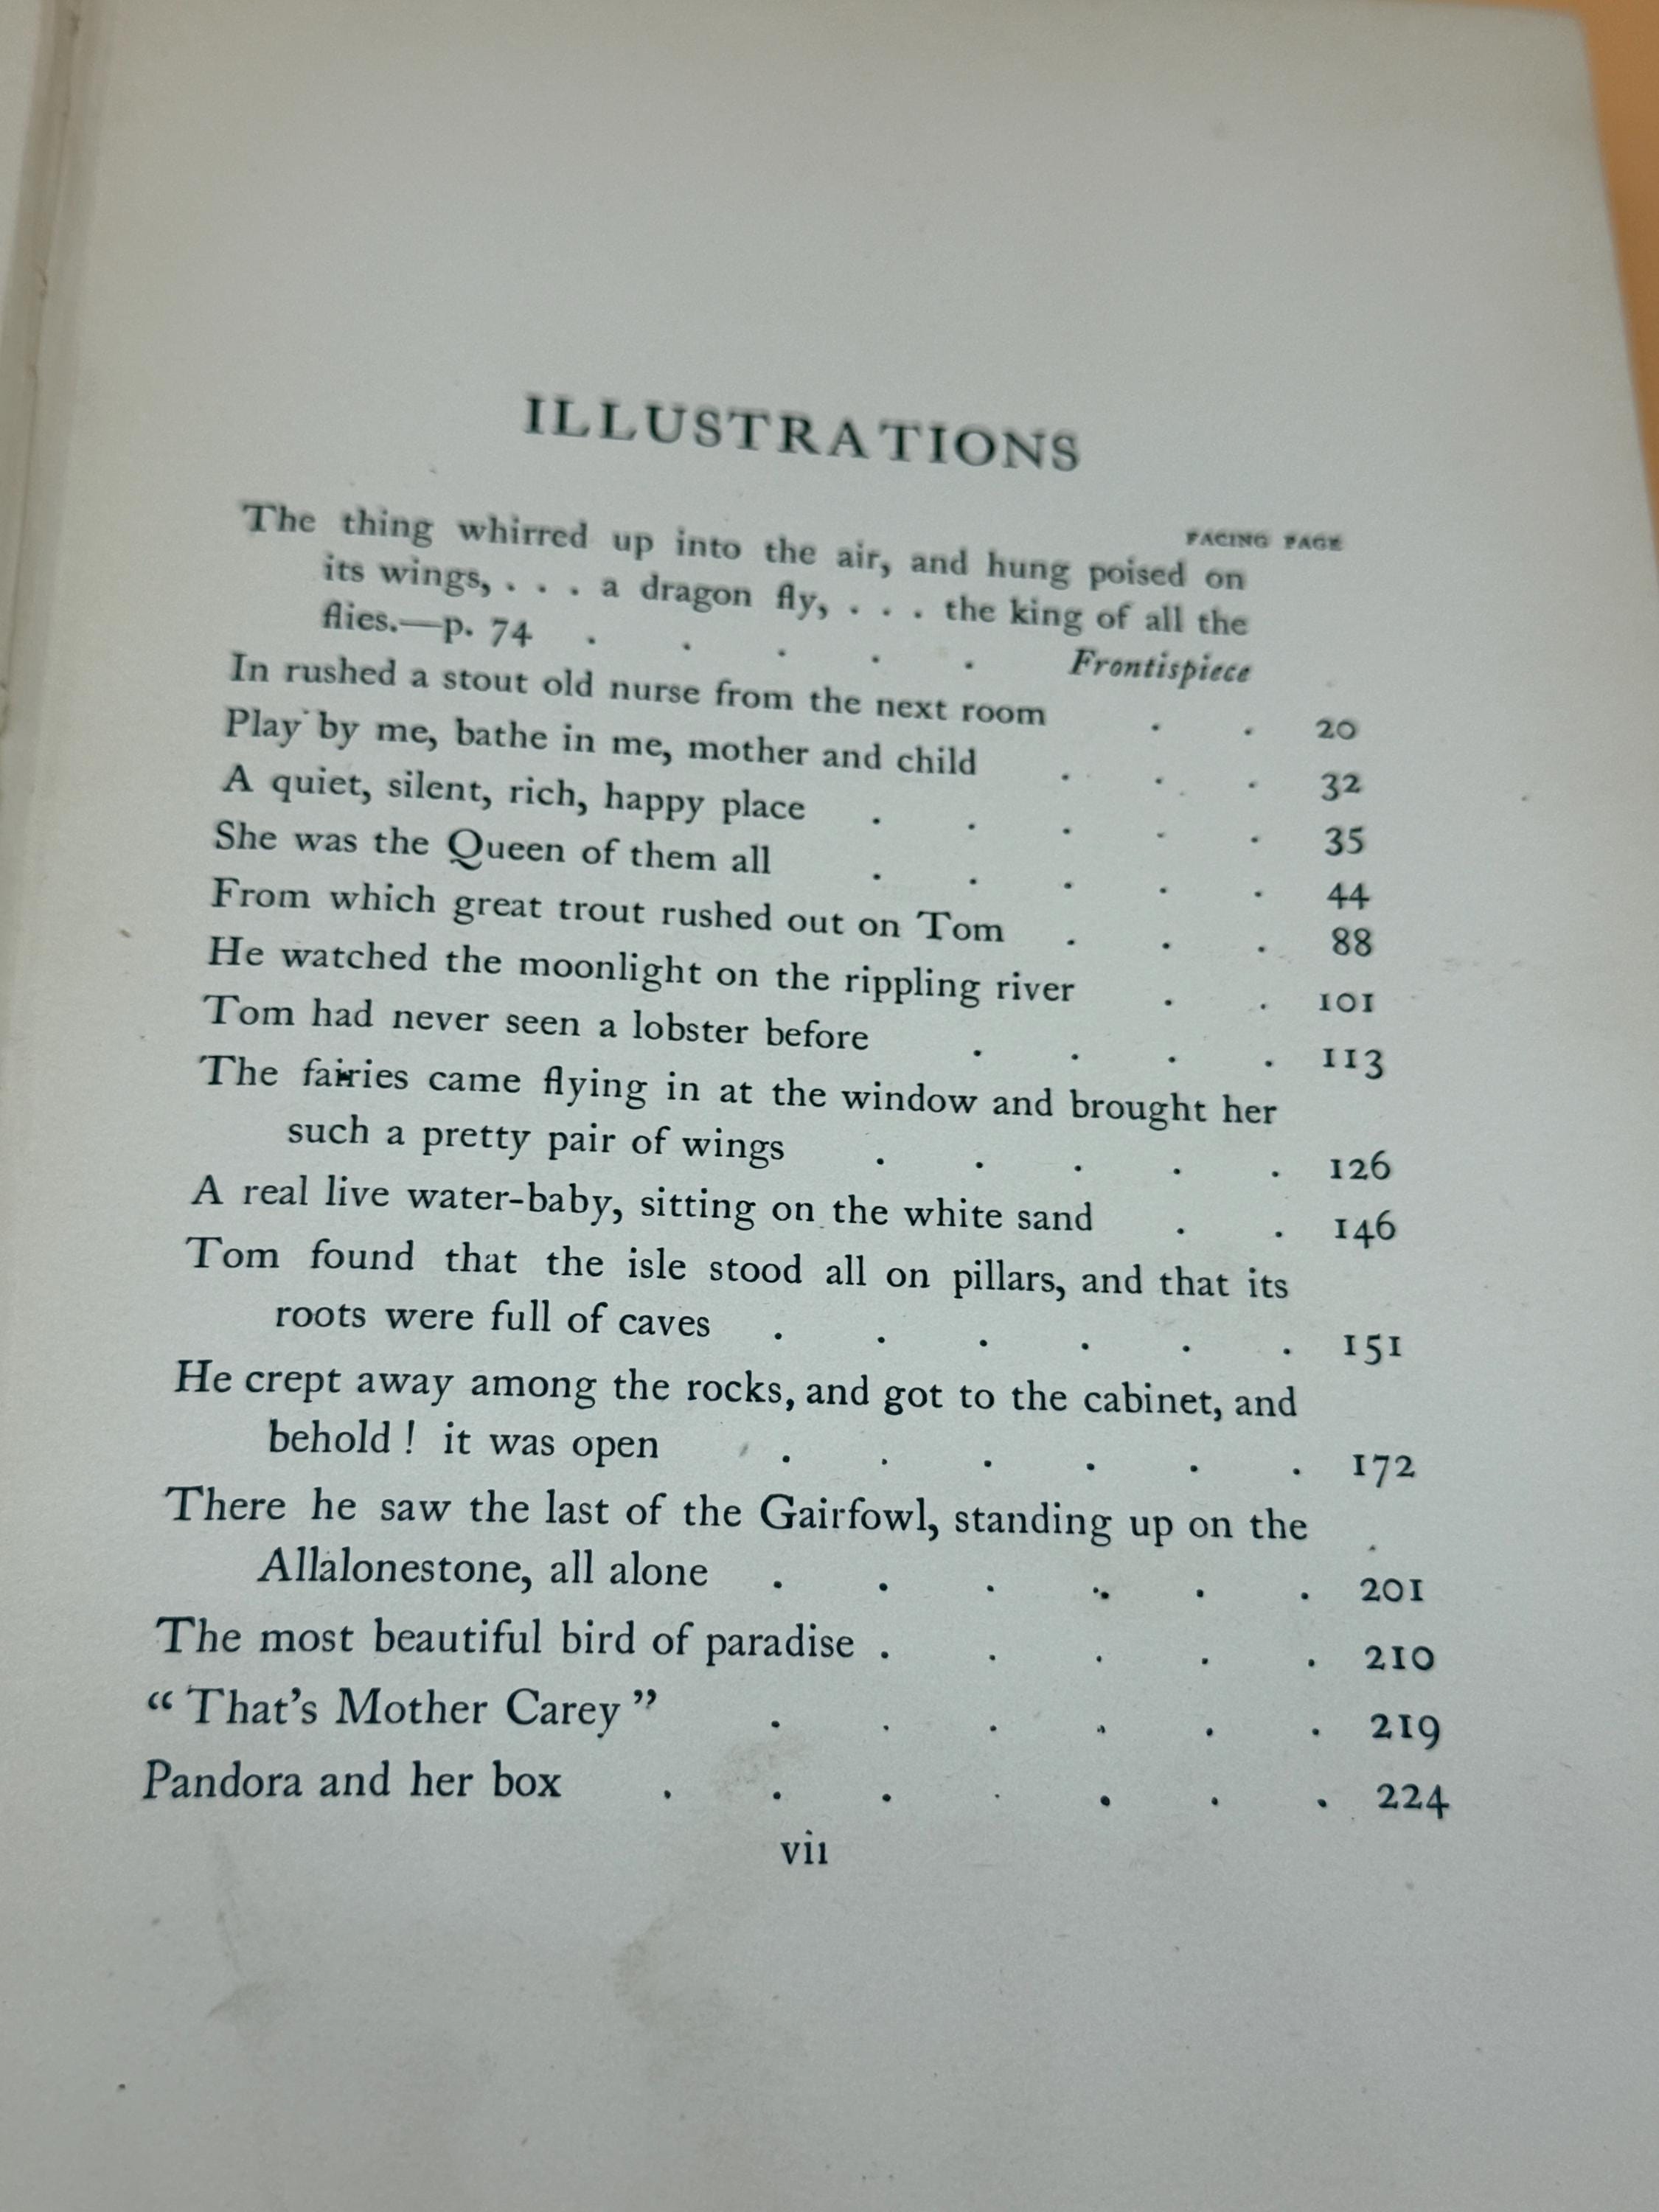 ILLUSTRATIONS
FACING PAGE
The thing whirred up into the air, and hung poised on
its wings, . . . a dragon fly, . . . the king of all the
flies.—p. 74 . . . . . Frontispiece
In rushed a stout old nurse from the next room . . 20
Play by me, bathe in me, mother and child . . . 32
A quiet, silent, rich, happy place . . . . . 35
She was the Queen of them all . . . . . 44
From which great trout rushed out on Tom . . . 88
He watched the moonlight on the rippling river . . 101
Tom had never seen a lobster before . . . . 113
The fairies came flying in at the window and brought her
such a pretty pair of wings . . . . . 126
A real live water-baby, sitting on the white sand . . 146
Tom found that the isle stood all on pillars, and that its
roots were full of caves . . . . . . 151
He crept away among the rocks, and got to the cabinet, and
behold ! it was open . . . . . . 172
There he saw the last of the Gairfowl, standing up on the
Allalonestone, all alone . . . . . . 201
The most beautiful bird of paradise . . . . . 210
“ That’s Mother Carey ” . . . . . . 219
Pandora and her box . . . . . . . 224
vii